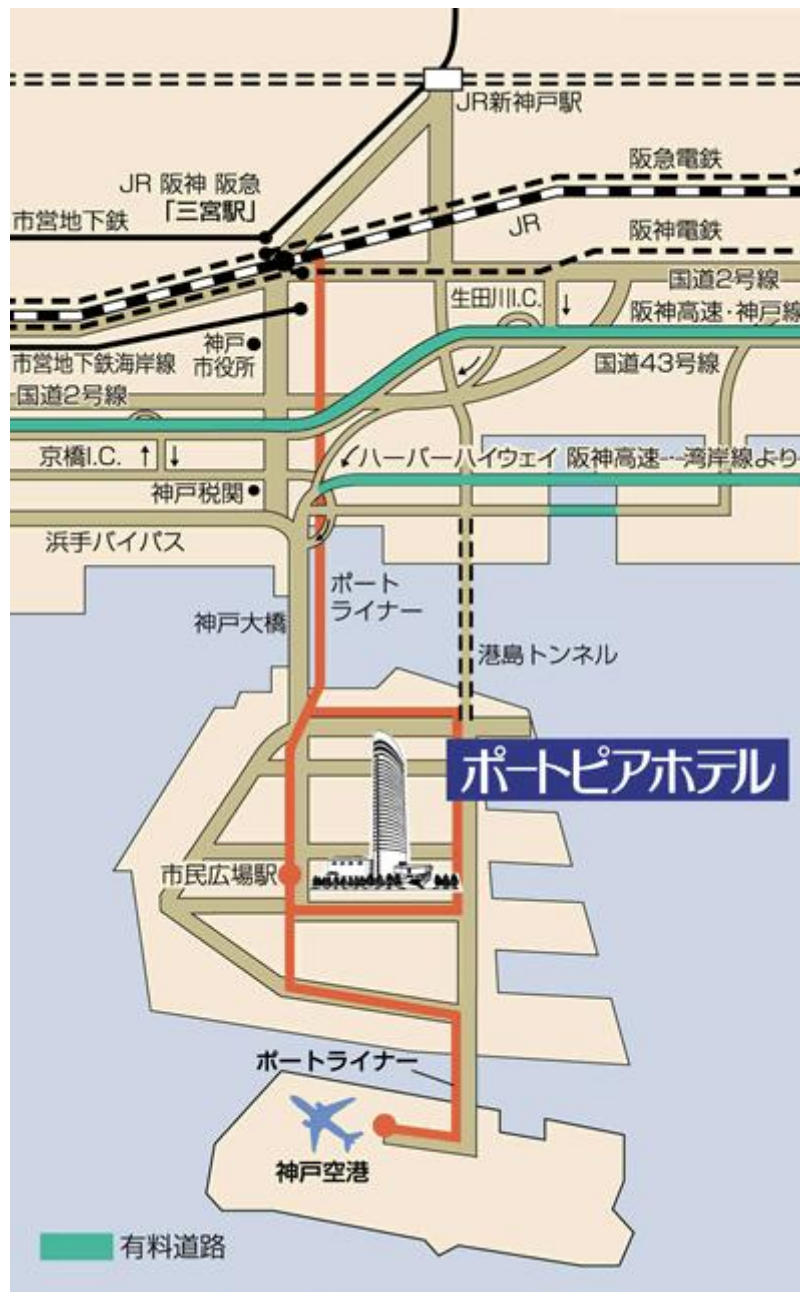 JR新神戸駅
阪急電鉄
JR 阪神 阪急
「三宮駅」
市営地下鉄
JR
阪神電鉄
国道2号線
生田川I.C.
阪神高速・神戸線
神戸
市役所
市営地下鉄海岸線
国道43号線
国道2号線
京橋I.C.
ハーバーハイウェイ
阪神高速・湾岸線より
神戸税関
浜手バイパス
ポート
ライナー
神戸大橋
港島トンネル
ポートピアホテル
市民広場駅
ポートライナー
神戸空港
有料道路